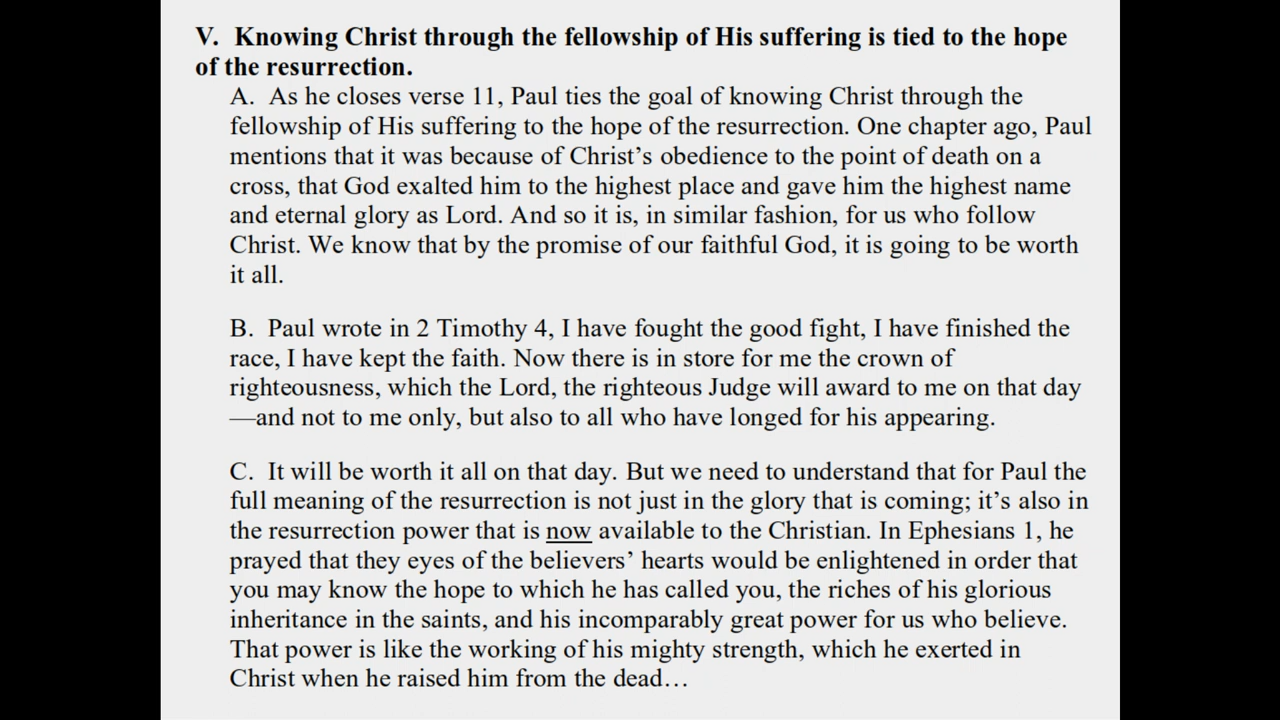 V. Knowing Christ through the fellowship of His suffering is tied to the hope
of the resurrection.
A. As he closes verse 11, Paul ties the goal of knowing Christ through the
fellowship of His suffering to the hope of the resurrection. One chapter ago, Paul
mentions that it was because of Christ’s obedience to the point of death on a
cross, that God exalted him to the highest place and gave him the highest name
and eternal glory as Lord. And so it is, in similar fashion, for us who follow
Christ. We know that by the promise of our faithful God, it is going to be worth
it all.
B. Paul wrote in 2 Timothy 4, I have fought the good fight, I have finished the
race, I have kept the faith. Now there is in store for me the crown of
righteousness, which the Lord, the righteous Judge will award to me on that day
—and not to me only, but also to all who have longed for his appearing.
C. It will be worth it all on that day. But we need to understand that for Paul the
full meaning of the resurrection is not just in the glory that is coming; it’s also in
the resurrection power that is now available to the Christian. In Ephesians 1, he
prayed that they eyes of the believers’ hearts would be enlightened in order that
you may know the hope to which he has called you, the riches of his glorious
inheritance in the saints, and his incomparably great power for us who believe.
That power is like the working of his mighty strength, which he exerted in
Christ when he raised him from the dead…